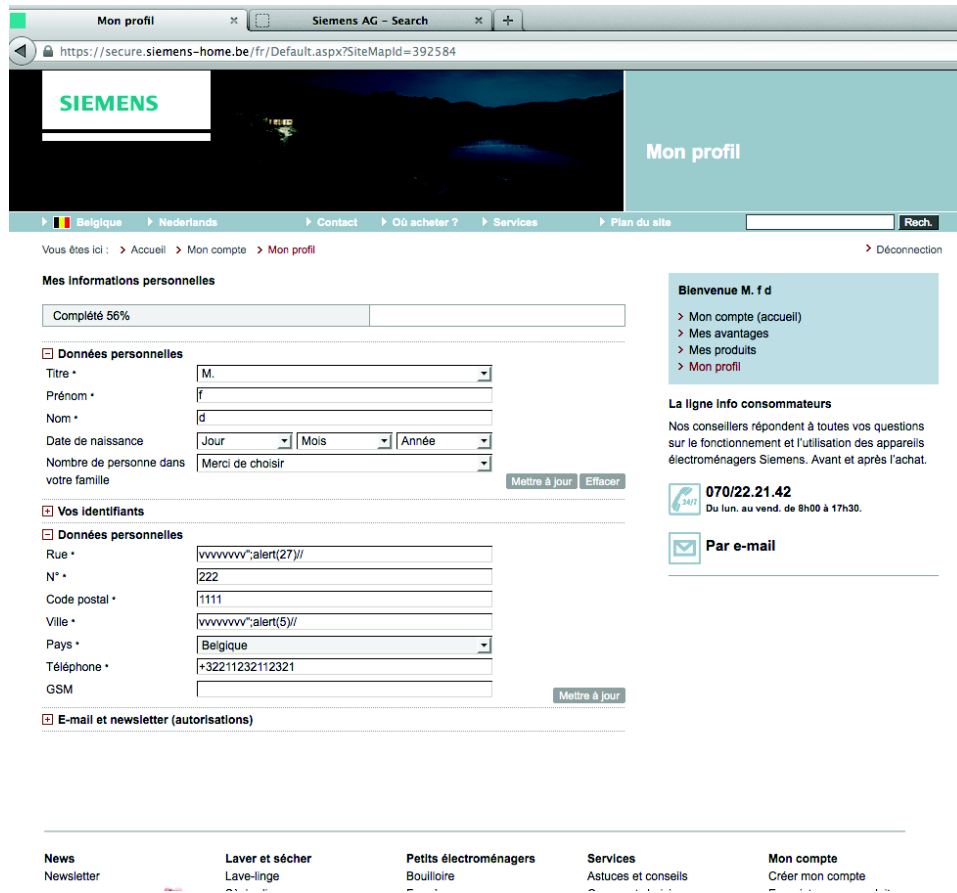 Mon profil
Siemens AG – Search
https://secure.siemens-home.be/fr/Default.aspx?SiteMapId=392584
SIEMENS
Mon profil
Belgique Nederlands Contact Où acheter ? Services Plan du site Rech.
Vous êtes ici : Accueil Mon compte Mon profil Déconnection
Mes informations personnelles
Complété 56%
Données personnelles
Titre • M.
Prénom • f
Nom • d
Date de naissance Jour Mois Année
Nombre de personne dans votre famille Merci de choisir
Mettre à jour Effacer
Vos identifiants
Données personnelles
Rue • vvvvvvvv";alert(27)//
N° • 222
Code postal • 1111
Ville • vvvvvvvv";alert(5)//
Pays • Belgique
Téléphone • +32211232112321
GSM
Mettre à jour
E-mail et newsletter (autorisations)
Bienvenue M. f d
Mon compte (accueil)
Mes avantages
Mes produits
Mon profil
La ligne info consommateurs
Nos conseillers répondent à toutes vos questions
sur le fonctionnement et l'utilisation des appareils
électroménagers Siemens. Avant et après l'achat.
24/7
070/22.21.42
Du lun. au vend. de 8h00 à 17h30.
Par e-mail
News Laver et sécher Petits électroménagers Services Mon compte
Newsletter Lave-linge Bouilloire Astuces et conseils Créer mon compte